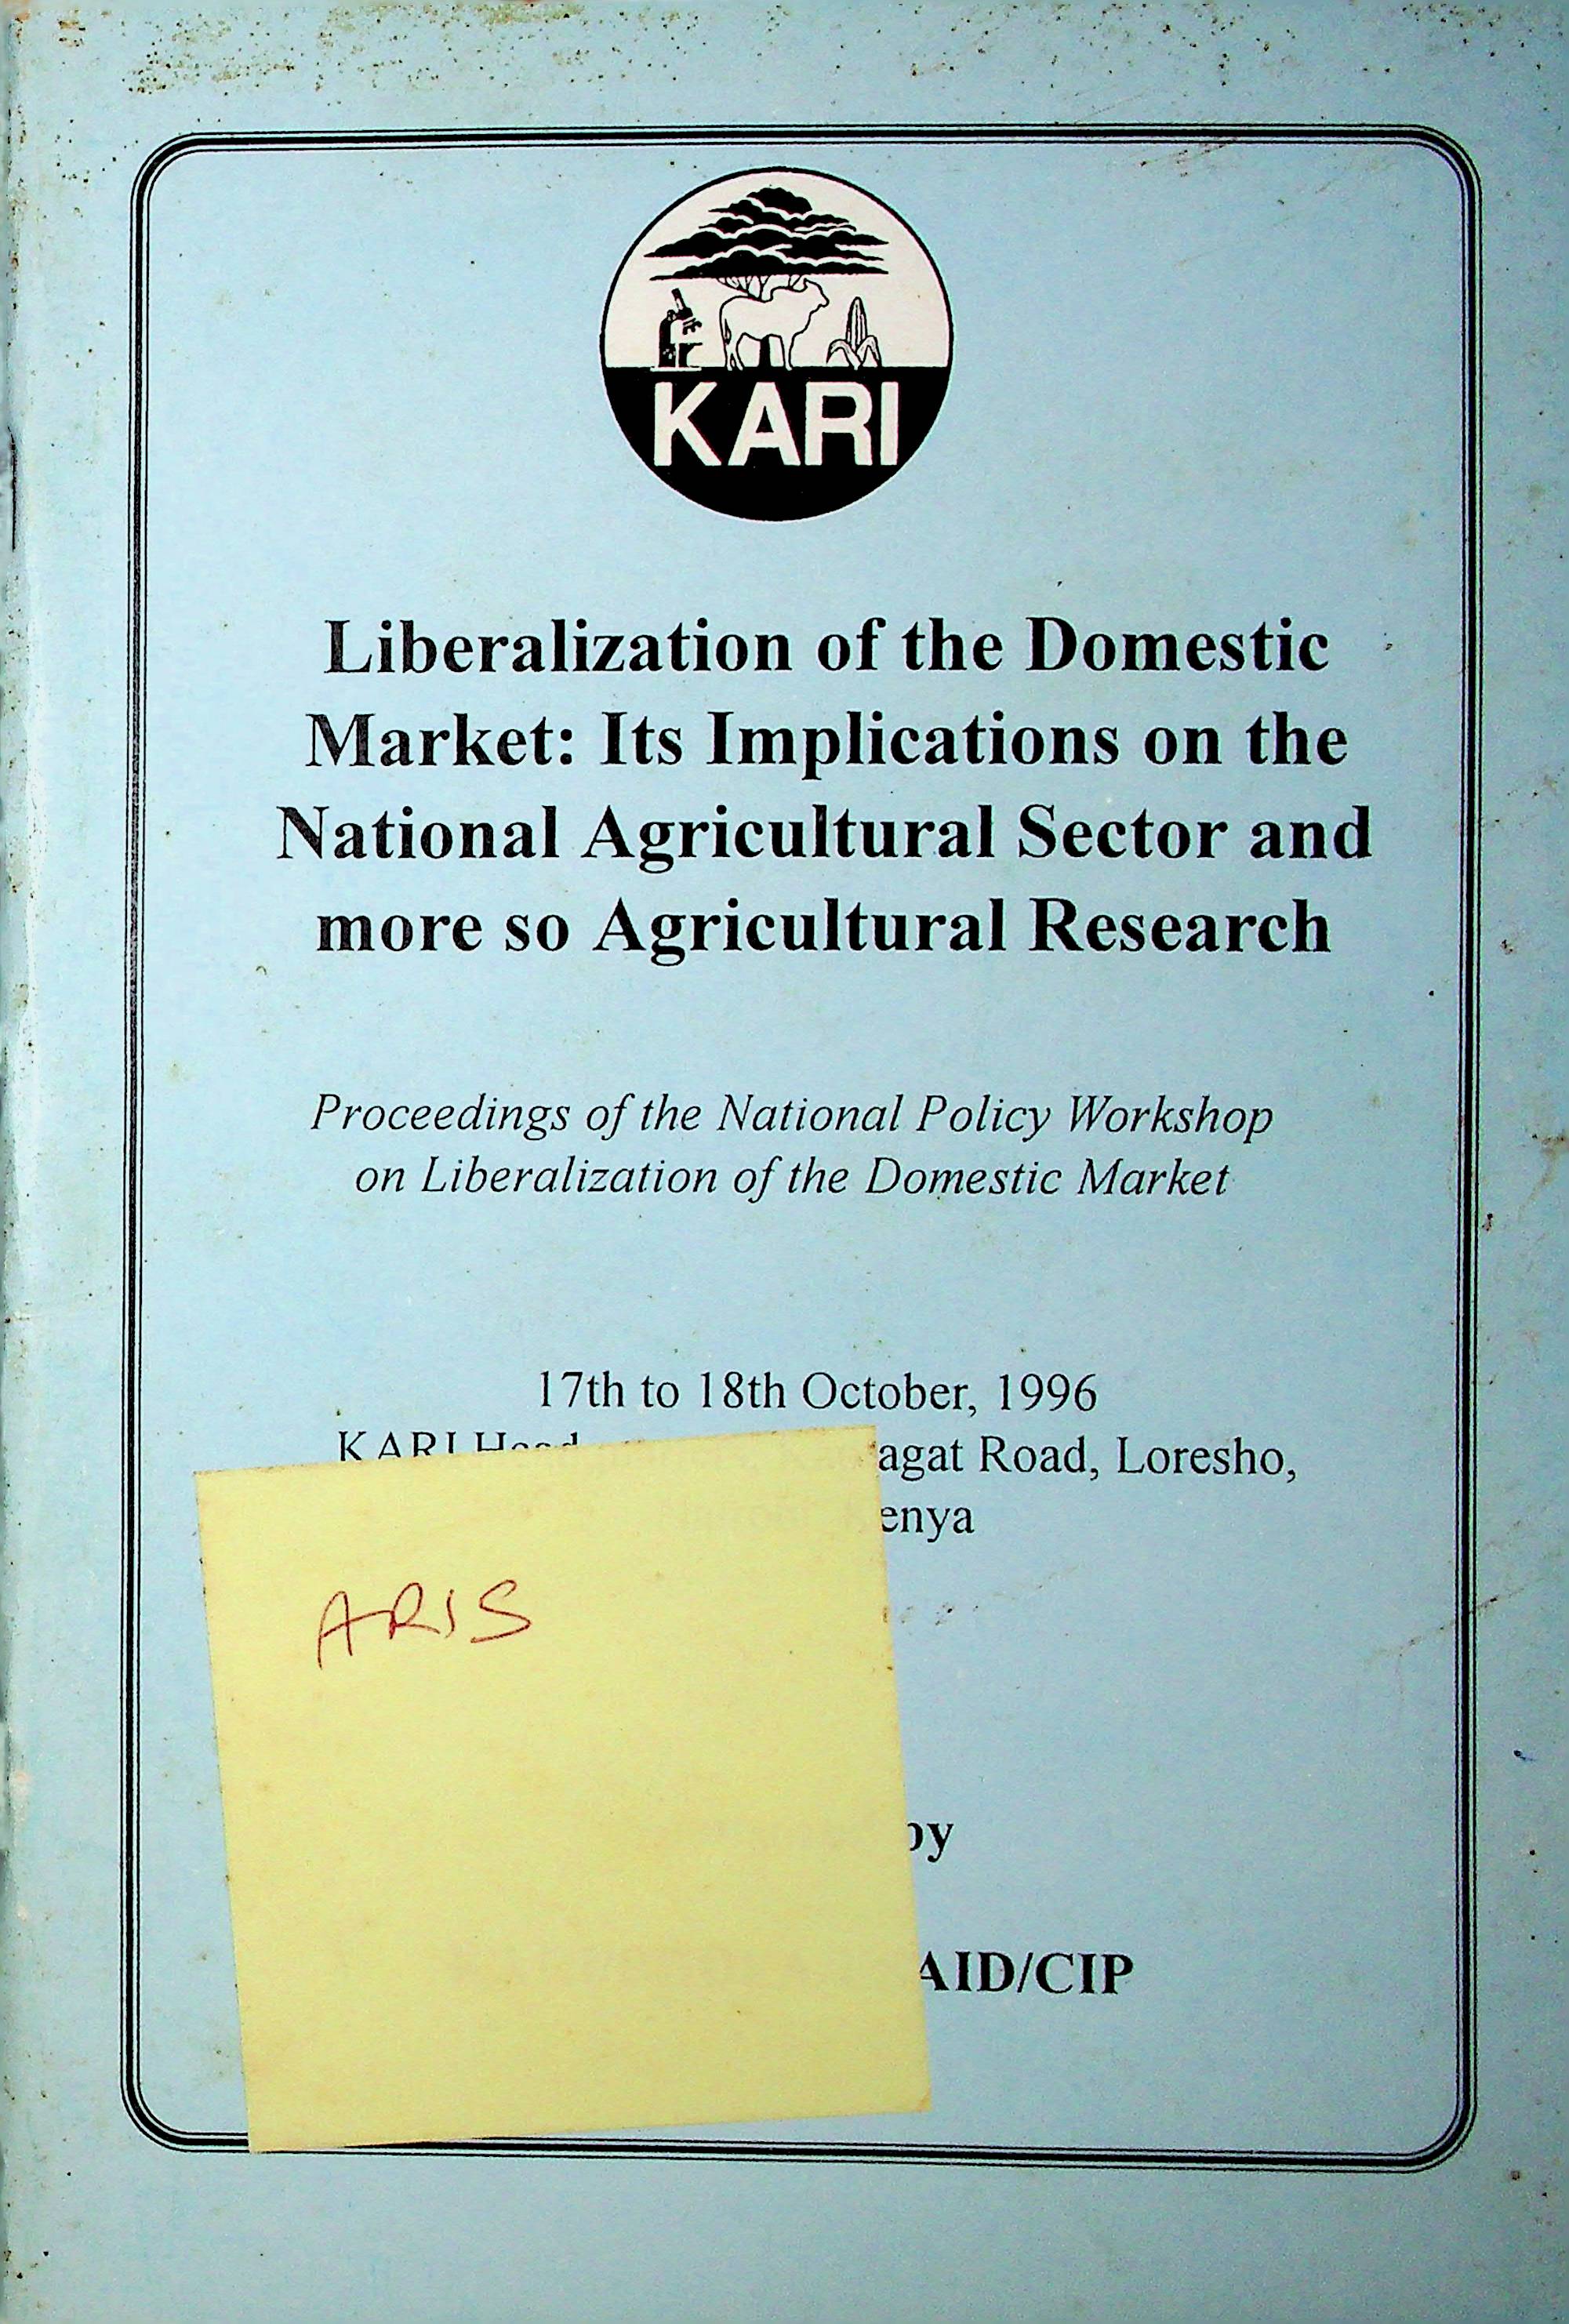 KARI
Liberalization of the Domestic
Market: Its Implications on the
National Agricultural Sector and
more so Agricultural Research
Proceedings of the National Policy Workshop
on Liberalization of the Domestic Market
17th to 18th October, 1996
KARI agat Road, Loresho,
enya
ARIS
by
AID/CIP